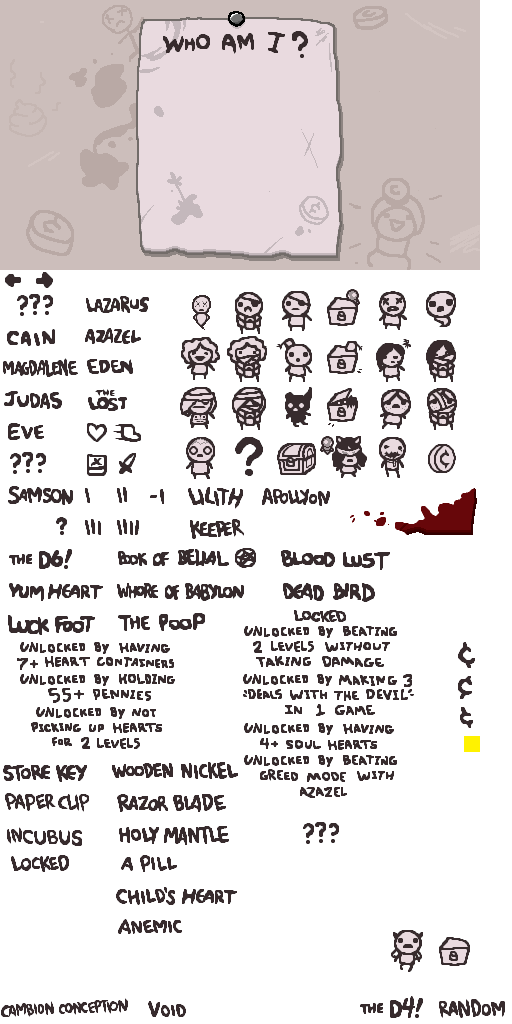 WHO AM I?
??? LAZARUS
CAIN AZAZEL
MAGDALENE EDEN
JUDAS THE LOST
EVE
???
SAMSON I II -I LILITH APOLLYON
? III IIII KEEPER
THE D6! BOOK OF BELIAL BLOOD LUST
YUM HEART WHORE OF BABYLON DEAD BIRD
LUCK FOOT THE POOP
LOCKED
UNLOCKED BY HAVING
7+ HEART CONTAINERS
UNLOCKED BY HOLDING
55+ PENNIES
UNLOCKED BY NOT
PICKING UP HEARTS
FOR 2 LEVELS
UNLOCKED BY BEATING
2 LEVELS WITHOUT
TAKING DAMAGE
UNLOCKED BY MAKING 3
"DEALS WITH THE DEVIL"
IN 1 GAME
UNLOCKED BY HAVING
4+ SOUL HEARTS
UNLOCKED BY BEATING
GREED MODE WITH
AZAZEL
¢
¢
¢
STORE KEY WOODEN NICKEL
PAPER CLIP RAZOR BLADE
INCUBUS HOLY MANTLE ???
LOCKED A PILL
CHILD'S HEART
ANEMIC
CAMBION CONCEPTION VOID THE D4! RANDOM